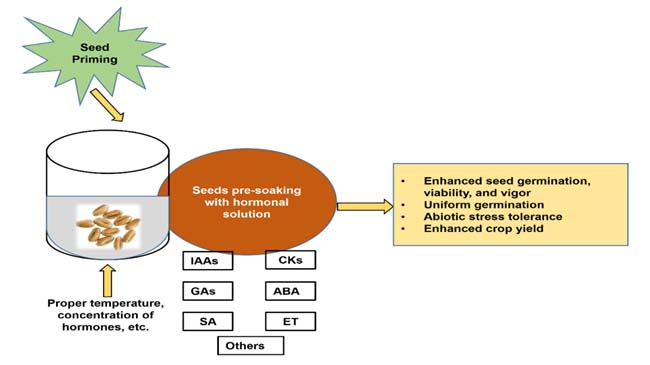 Seed
Priming
Seeds pre-soaking
with hormonal
solution
• Enhanced seed germination,
viability, and vigor
• Uniform germination
• Abiotic stress tolerance
• Enhanced crop yield
IAAs
CKs
GAs
ABA
SA
ET
Others
Proper temperature,
concentration of
hormones, etc.